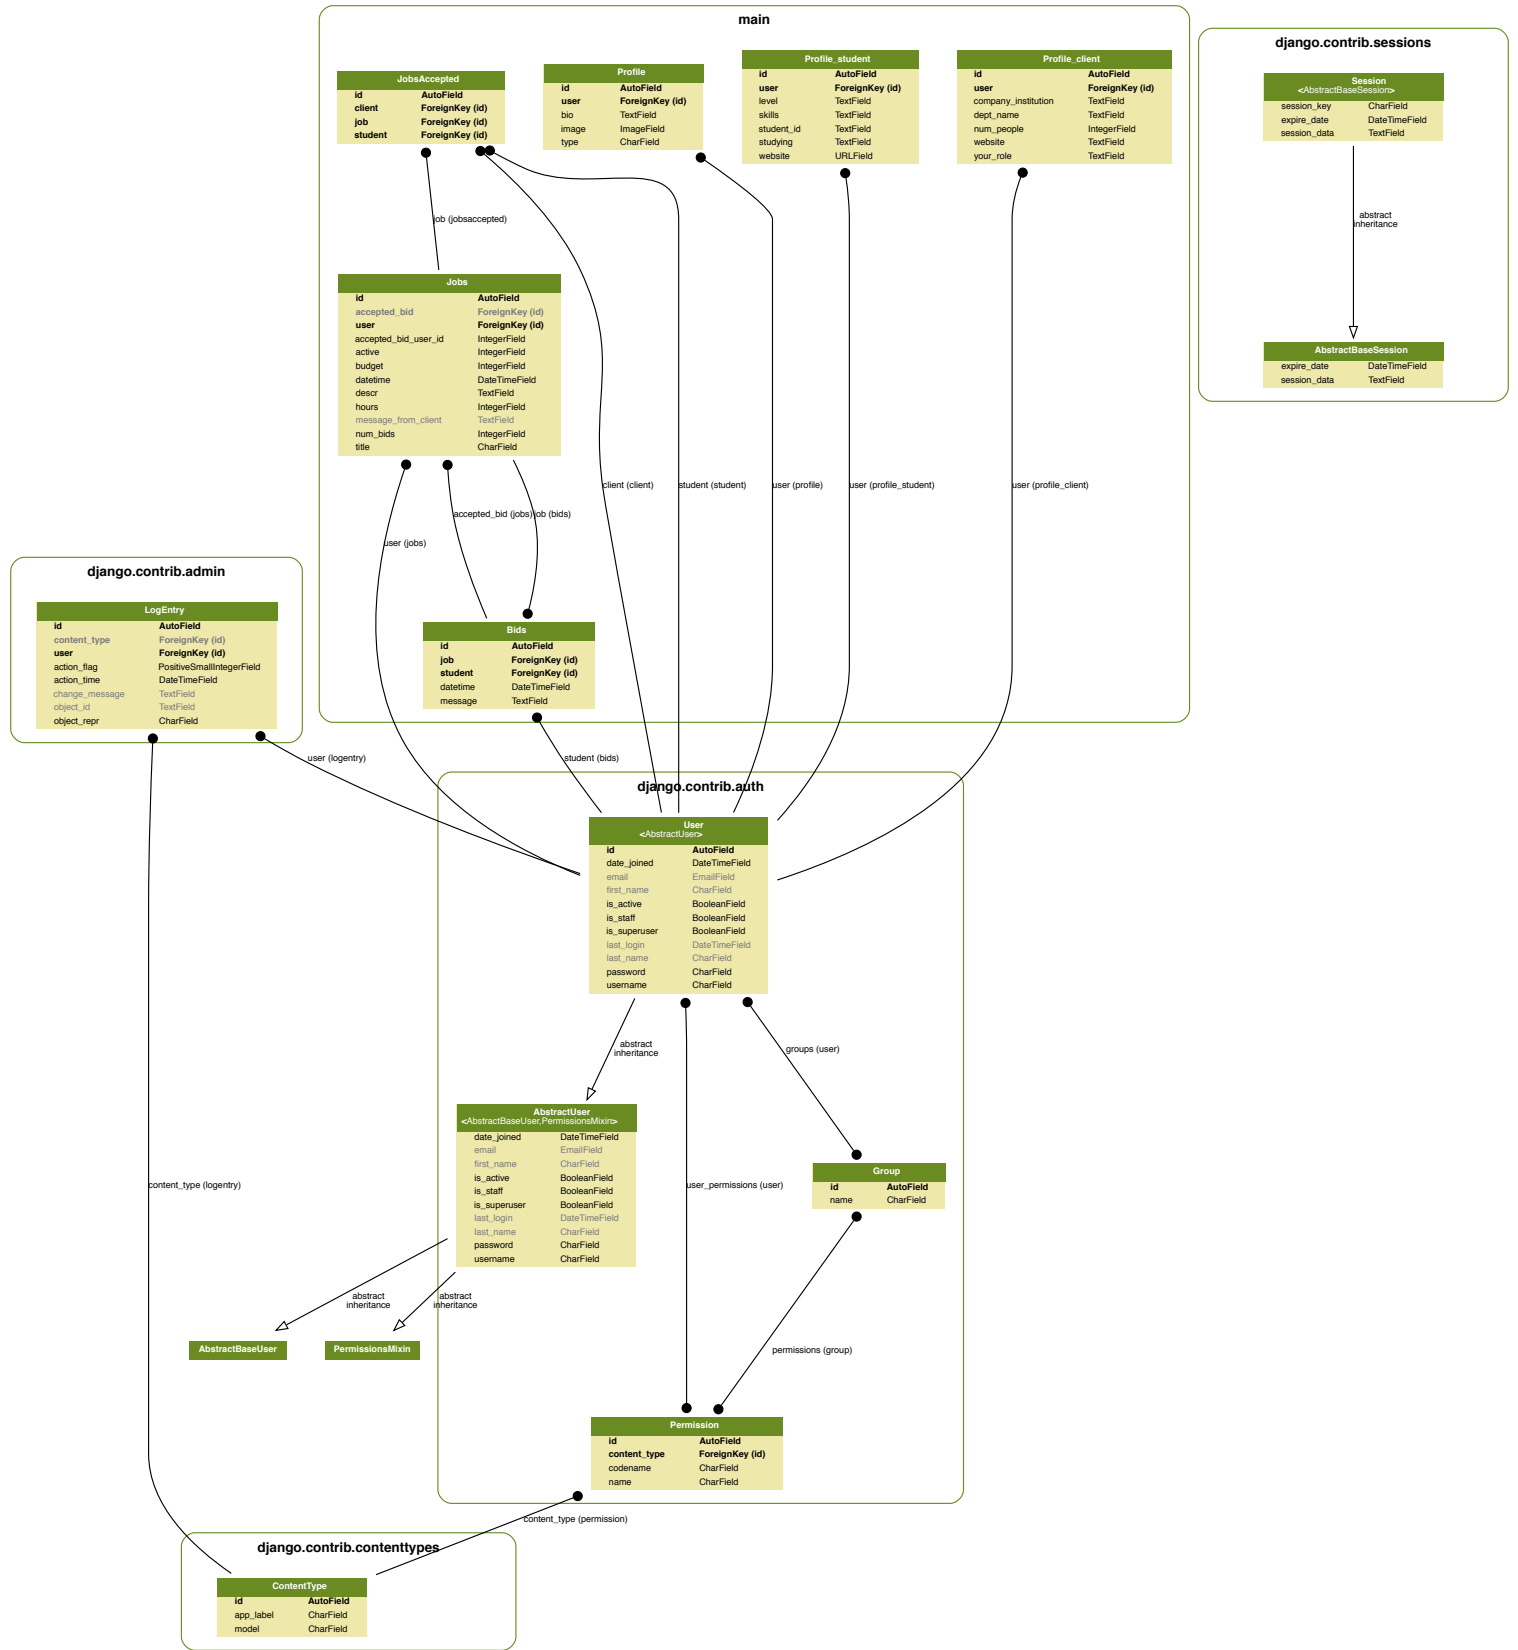 main
JobsAccepted
id AutoField
client ForeignKey (id)
job ForeignKey (id)
student ForeignKey (id)
Profile
id AutoField
user ForeignKey (id)
bio TextField
image ImageField
type CharField
Profile_student
id AutoField
user ForeignKey (id)
level TextField
skills TextField
student_id TextField
studying TextField
website URLField
Profile_client
id AutoField
user ForeignKey (id)
company_institution TextField
dept_name TextField
num_people IntegerField
website TextField
your_role TextField
django.contrib.sessions
Session
<AbstractBaseSession>
session_key CharField
expire_date DateTimeField
session_data TextField
abstract
inheritance
AbstractBaseSession
expire_date DateTimeField
session_data TextField
job (jobsaccepted)
Jobs
id AutoField
accepted_bid ForeignKey (id)
user ForeignKey (id)
accepted_bid_user_id IntegerField
active IntegerField
budget IntegerField
datetime DateTimeField
descr TextField
hours IntegerField
message_from_client TextField
num_bids IntegerField
title CharField
client (client)
student (student)
user (profile)
user (profile_student)
user (profile_client)
accepted_bid (jobs)
job (bids)
user (jobs)
django.contrib.admin
LogEntry
id AutoField
content_type ForeignKey (id)
user ForeignKey (id)
action_flag PositiveSmallIntegerField
action_time DateTimeField
change_message TextField
object_id TextField
object_repr CharField
Bids
id AutoField
job ForeignKey (id)
student ForeignKey (id)
datetime DateTimeField
message TextField
user (logentry)
student (bids)
django.contrib.auth
User
<AbstractUser>
id AutoField
date_joined DateTimeField
email EmailField
first_name CharField
is_active BooleanField
is_staff BooleanField
is_superuser BooleanField
last_login DateTimeField
last_name CharField
password CharField
username CharField
abstract
inheritance
groups (user)
AbstractUser
<AbstractBaseUser,PermissionsMixin>
date_joined DateTimeField
email EmailField
first_name CharField
is_active BooleanField
is_staff BooleanField
is_superuser BooleanField
last_login DateTimeField
last_name CharField
password CharField
username CharField
Group
id AutoField
name CharField
content_type (logentry)
user_permissions (user)
abstract
inheritance
abstract
inheritance
AbstractBaseUser
PermissionsMixin
permissions (group)
Permission
id AutoField
content_type ForeignKey (id)
codename CharField
name CharField
content_type (permission)
django.contrib.contenttypes
ContentType
id AutoField
app_label CharField
model CharField